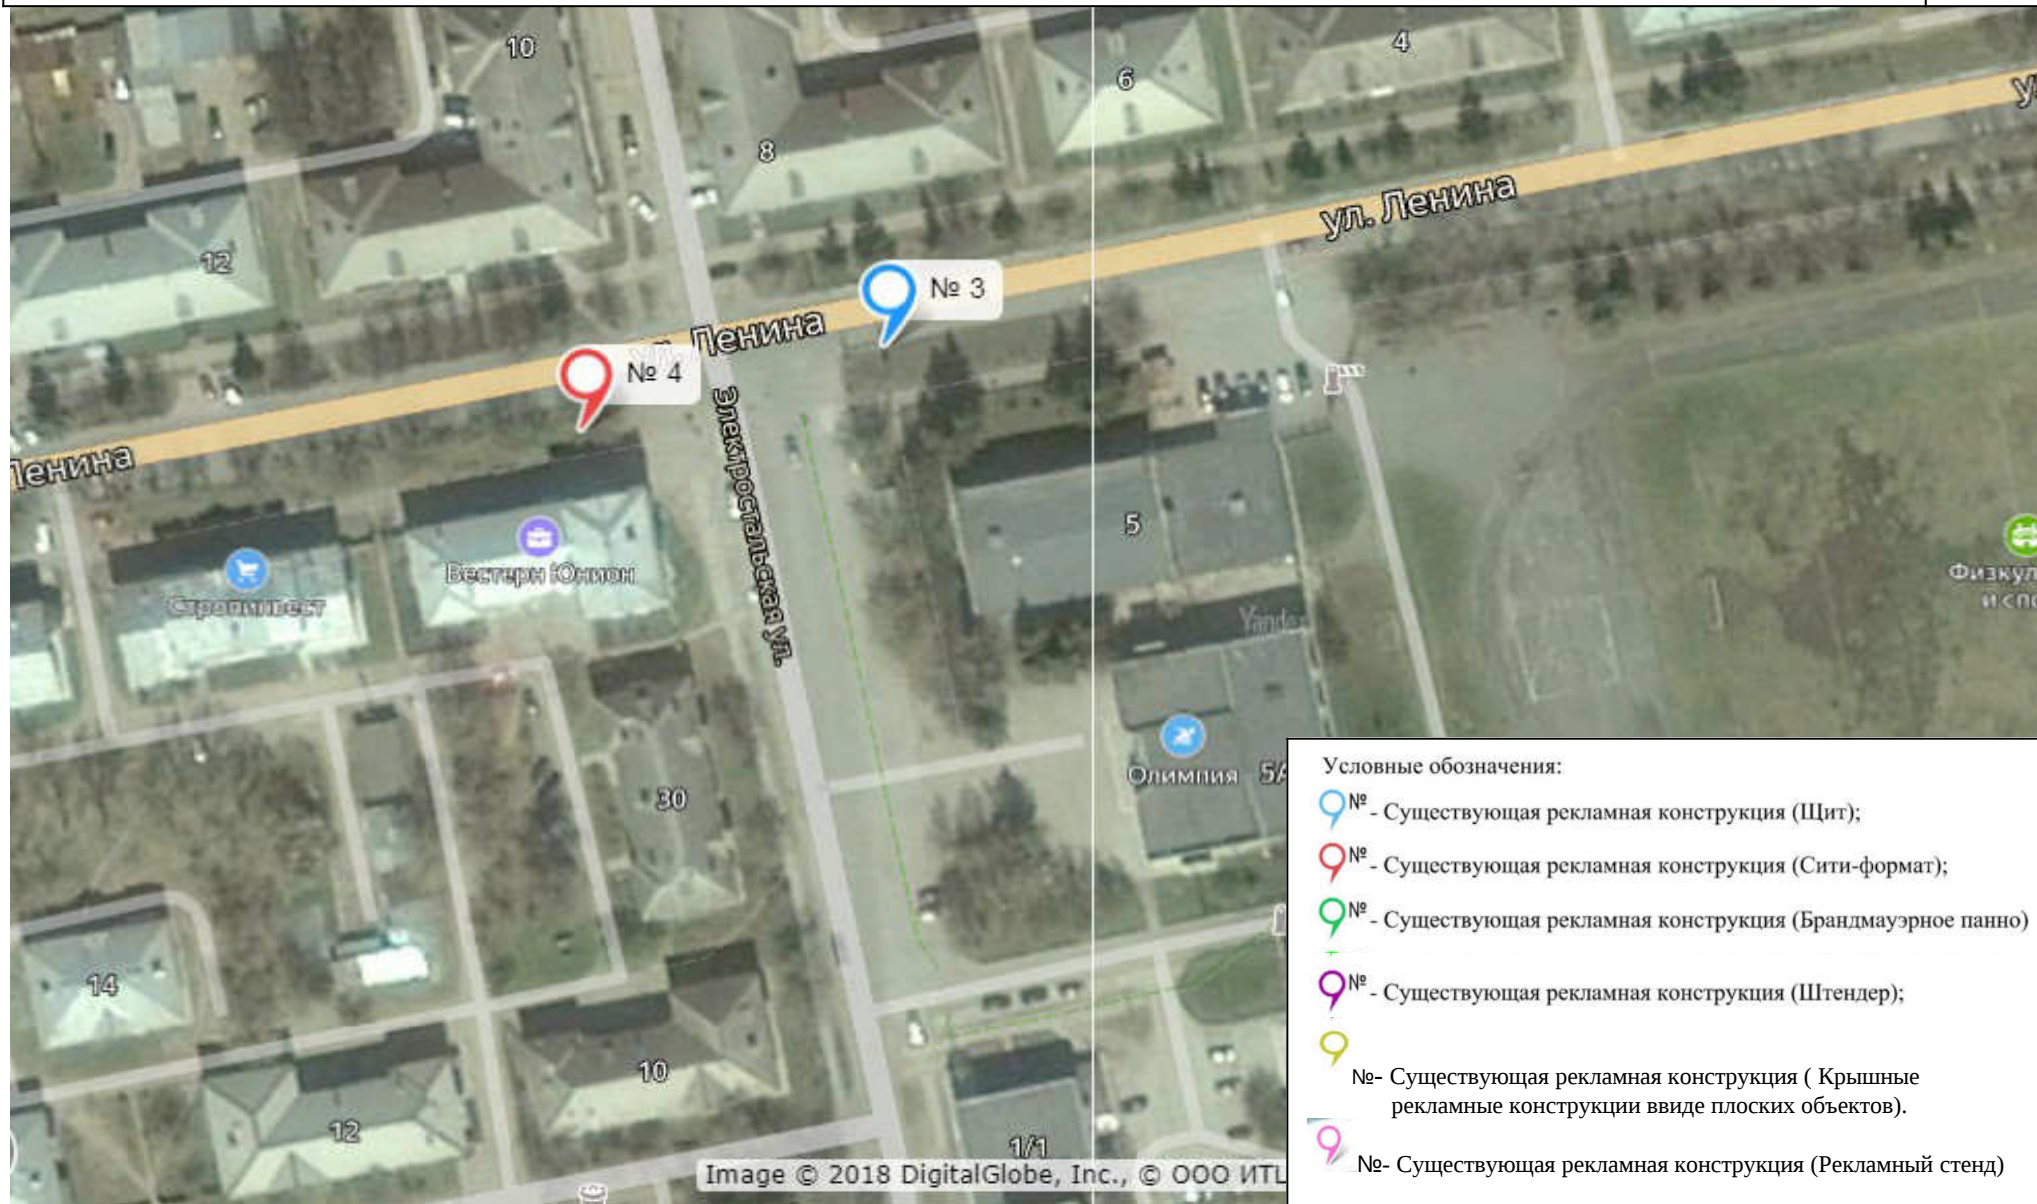 10
4
6
8
ул. Ленина
12
№ 3
Ленина
№ 4
Ленина
Электростальская ул.
5
Вестерн Юнион
Стройинвест
Физкул
и спо
Yandex
Олимпия
5А
30
14
10
12
1/1
Условные обозначения:
№ - Существующая рекламная конструкция (Щит);
№ - Существующая рекламная конструкция (Сити-формат);
№ - Существующая рекламная конструкция (Брандмауэрное панно)
№ - Существующая рекламная конструкция (Штендер);
№- Существующая рекламная конструкция ( Крышные
рекламные конструкции ввиде плоских объектов).
№- Существующая рекламная конструкция (Рекламный стенд)
Image © 2018 DigitalGlobe, Inc., © ООО ИТЦ